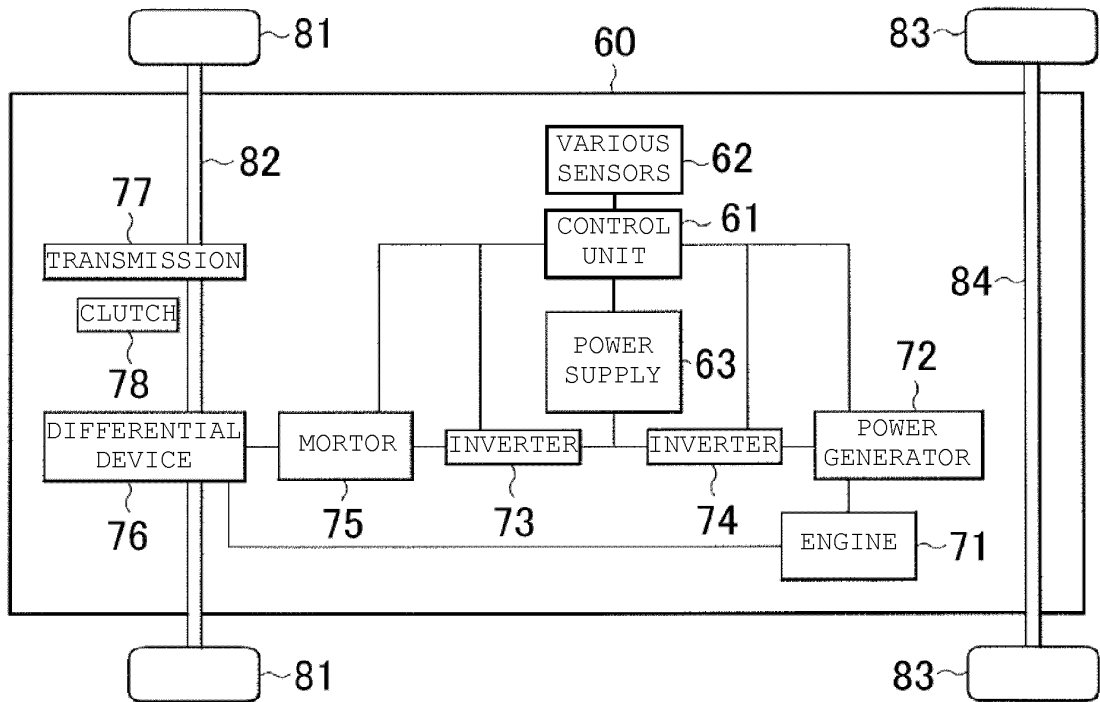 81
83
60
VARIOUS
SENSORS
62
82
77
CONTROL
UNIT
61
TRANSMISSION
84
CLUTCH
78
POWER
SUPPLY
63
72
DIFFERENTIAL
DEVICE
MORTOR
INVERTER
INVERTER
POWER
GENERATOR
76
75
73
74
ENGINE
71
81
83